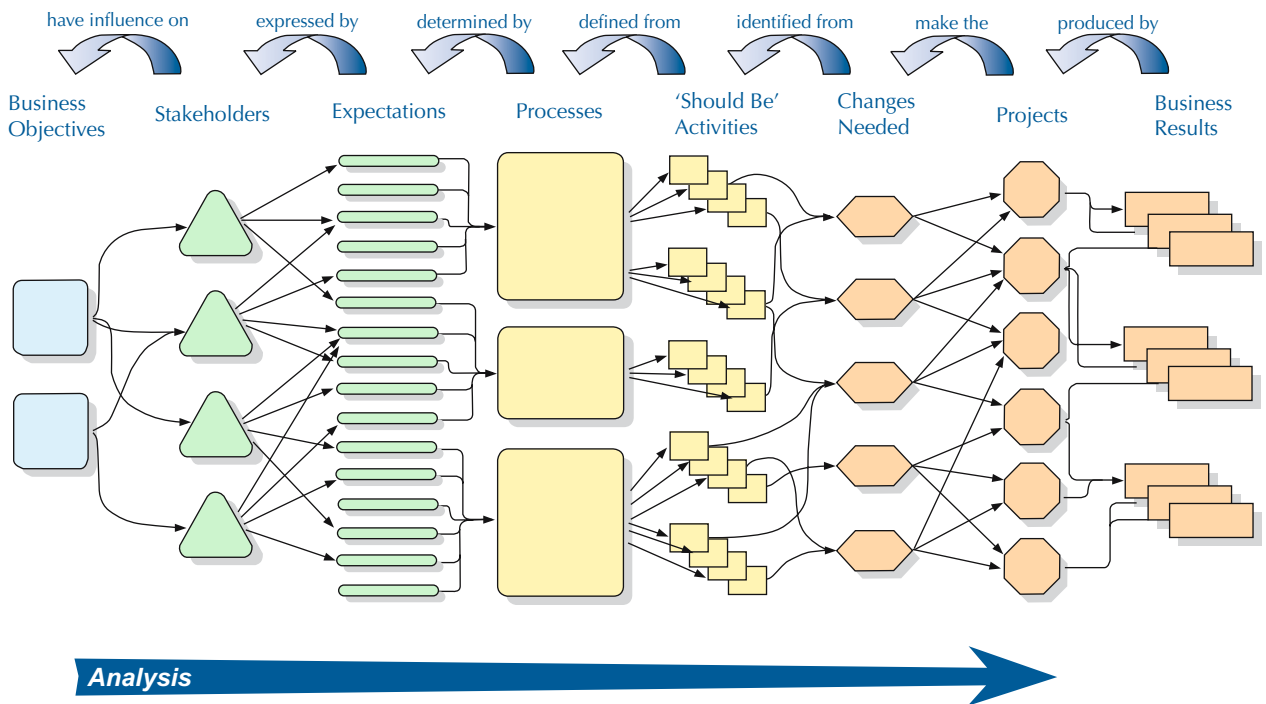 have influence on
expressed by
determined by
defined from
identified from
make the
produced by
Business
Objectives
Stakeholders
Expectations
Processes
‘Should Be’
Activities
Changes
Needed
Projects
Business
Results
Analysis